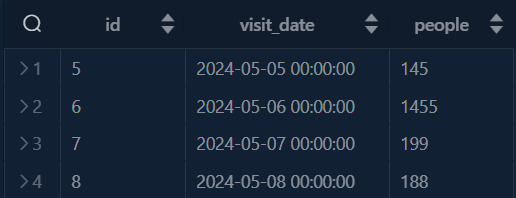 id visit_date people
1 5 2024-05-05 00:00:00 145
2 6 2024-05-06 00:00:00 1455
3 7 2024-05-07 00:00:00 199
4 8 2024-05-08 00:00:00 188